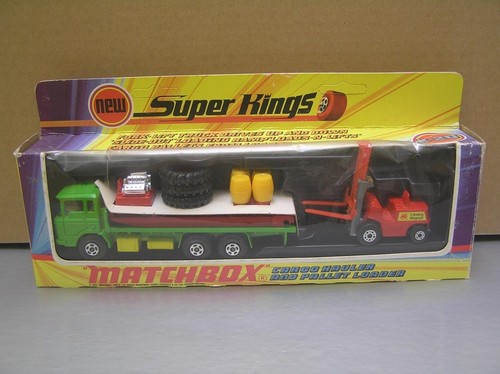 new
Super Kings
FORK-LIFT TRUCK DRIVES UP AND DOWN
"MATCHBOX" ®
CARGO HAULER
AND PALLET LOADER